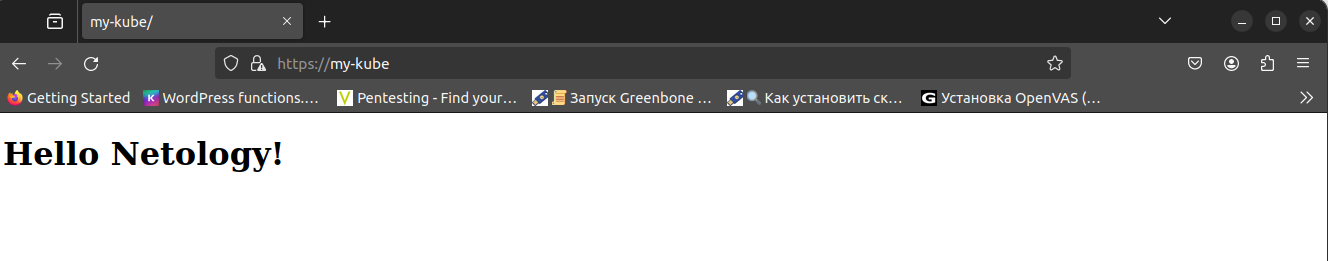 my-kube/
https://my-kube
Getting Started WordPress functions.... Pentesting - Find your... Запуск Greenbone ... Как установить ск... Установка OpenVAS (...
Hello Netology!